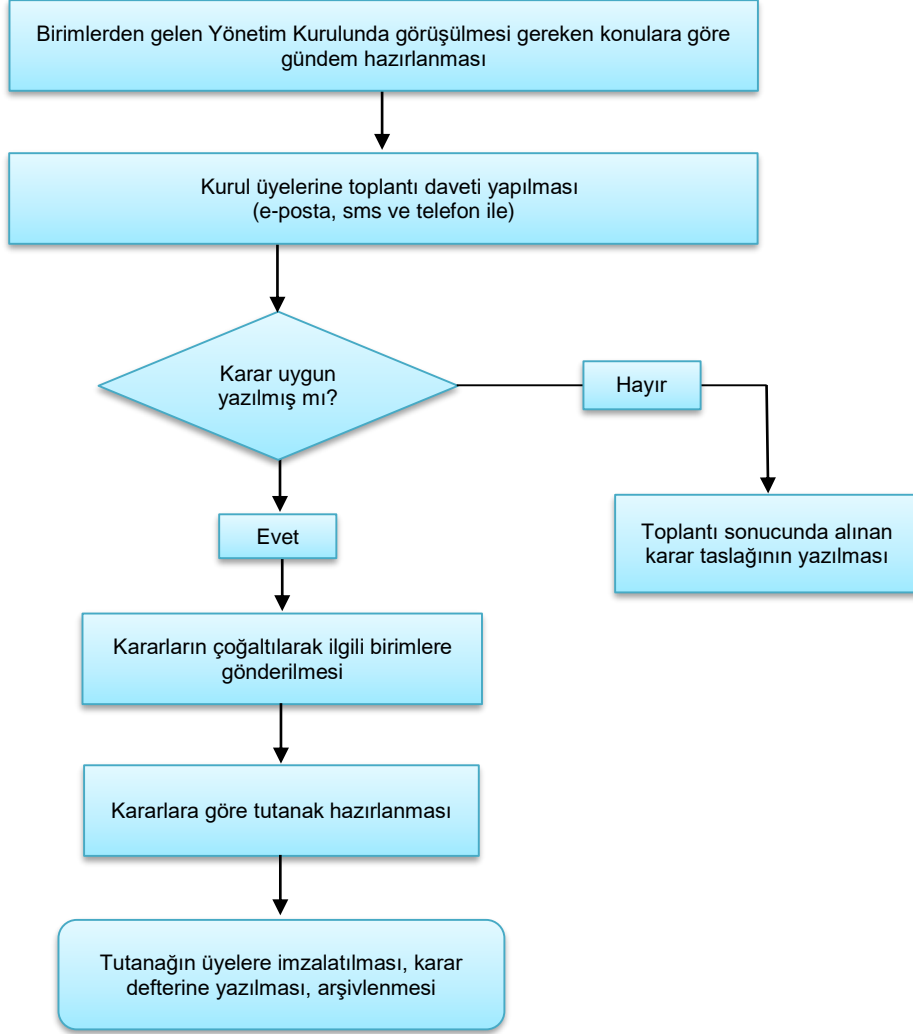 Birimlerden gelen Yönetim Kurulunda görüşülmesi gereken konulara göre
gündem hazırlanması
Kurul üyelerine toplantı daveti yapılması
(e-posta, sms ve telefon ile)
Karar uygun
yazılmış mı?
Hayır
Evet
Toplantı sonucunda alınan
karar taslağının yazılması
Kararların çoğaltılarak ilgili birimlere
gönderilmesi
Kararlara göre tutanak hazırlanması
Tutanağın üyelere imzalatılması, karar
defterine yazılması, arşivlenmesi